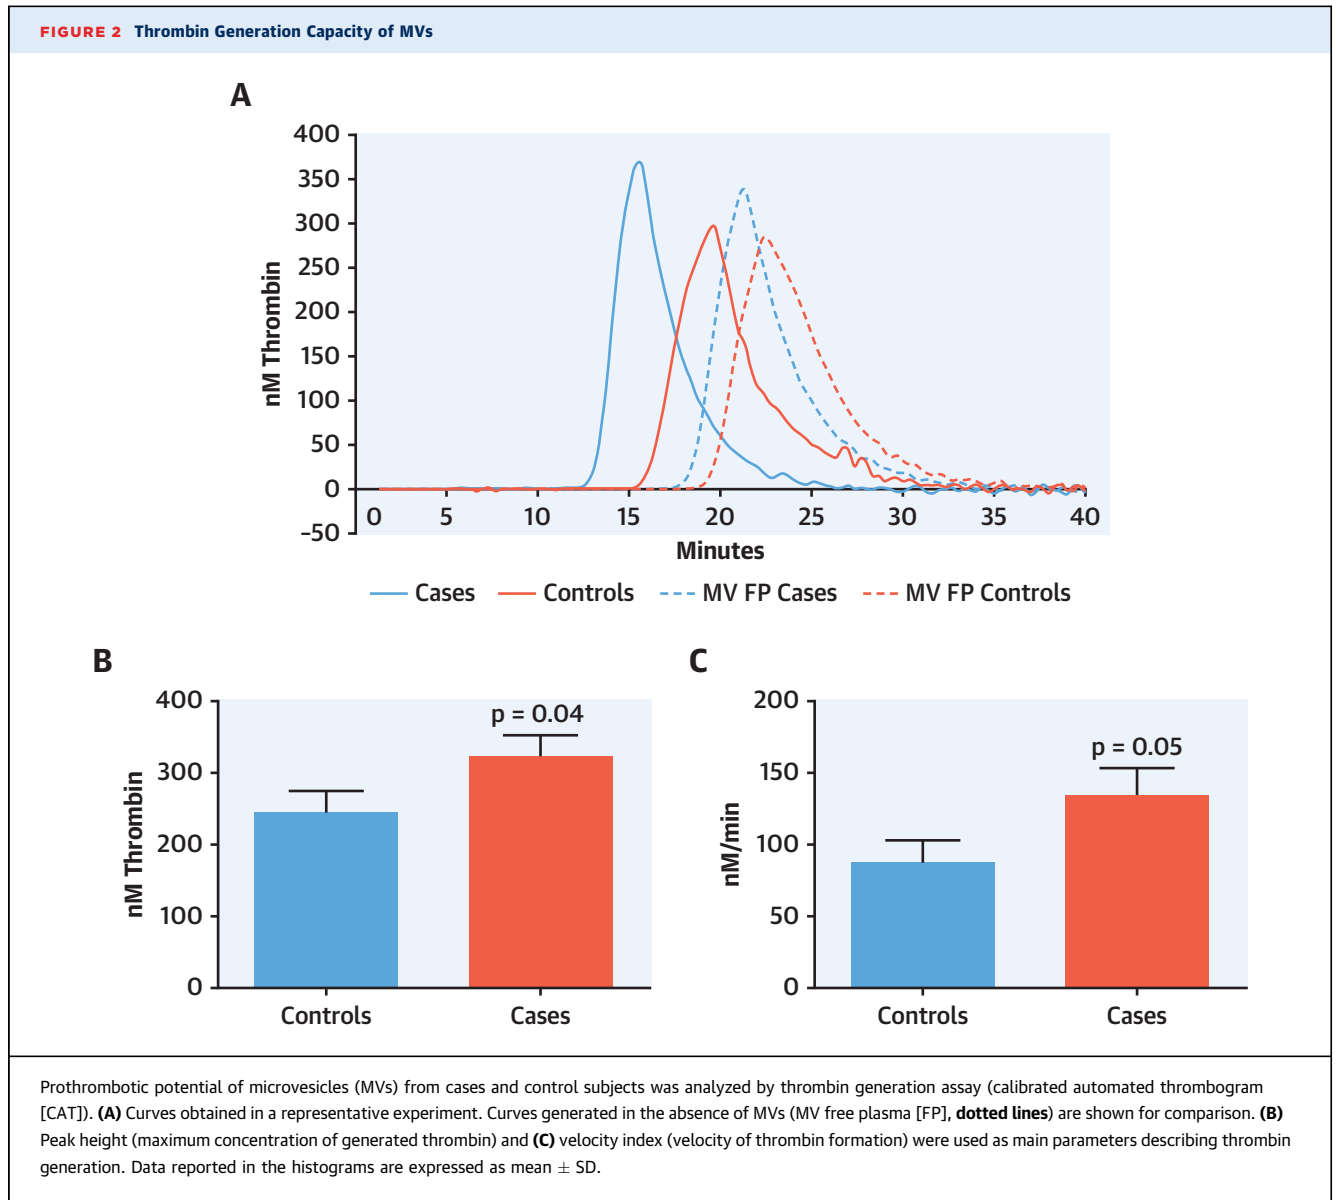 FIGURE 2 Thrombin Generation Capacity of MVs
A
400
350
300
250
200
150
100
50
0
–50
nM Thrombin
0 5 10 15 20 25 30 35 40
Minutes
Cases Controls MV FP Cases MV FP Controls
B
400
300
200
100
0
nM Thrombin
p = 0.04
Controls Cases
C
200
150
100
50
0
nM/min
p = 0.05
Controls Cases
Prothrombotic potential of microvesicles (MVs) from cases and control subjects was analyzed by thrombin generation assay (calibrated automated thrombogram
[CAT]). (A) Curves obtained in a representative experiment. Curves generated in the absence of MVs (MV free plasma [FP], dotted lines) are shown for comparison. (B)
Peak height (maximum concentration of generated thrombin) and (C) velocity index (velocity of thrombin formation) were used as main parameters describing thrombin
generation. Data reported in the histograms are expressed as mean ± SD.